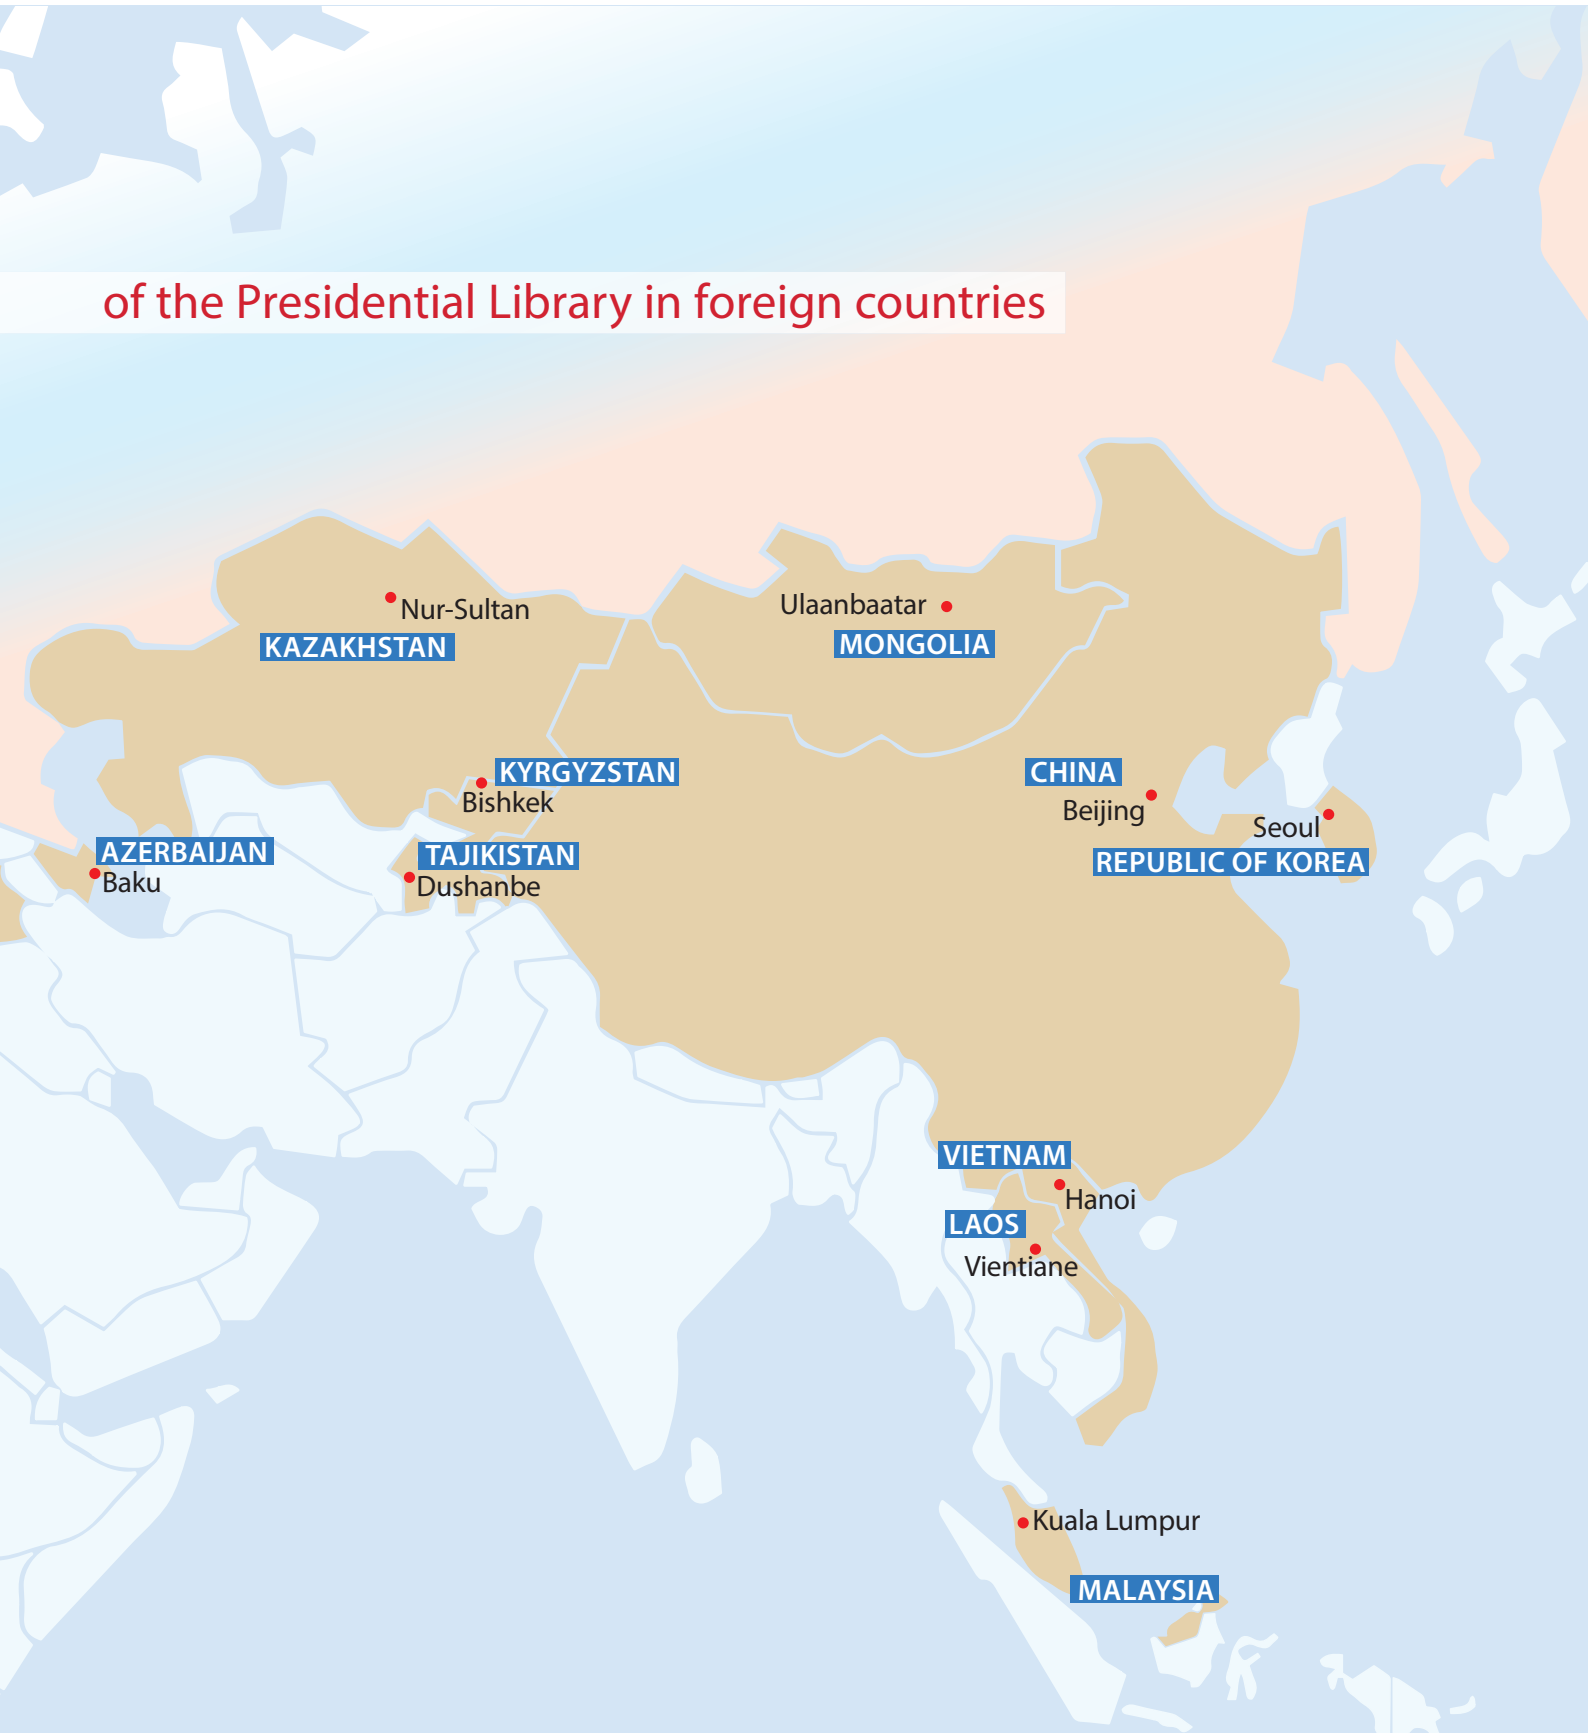 of the Presidential Library in foreign countries
Nur-Sultan
KAZAKHSTAN
Ulaanbaatar
MONGOLIA
KYRGYZSTAN
Bishkek
CHINA
Beijing
Seoul
REPUBLIC OF KOREA
AZERBAIJAN
Baku
TAJIKISTAN
Dushanbe
VIETNAM
Hanoi
LAOS
Vientiane
Kuala Lumpur
MALAYSIA